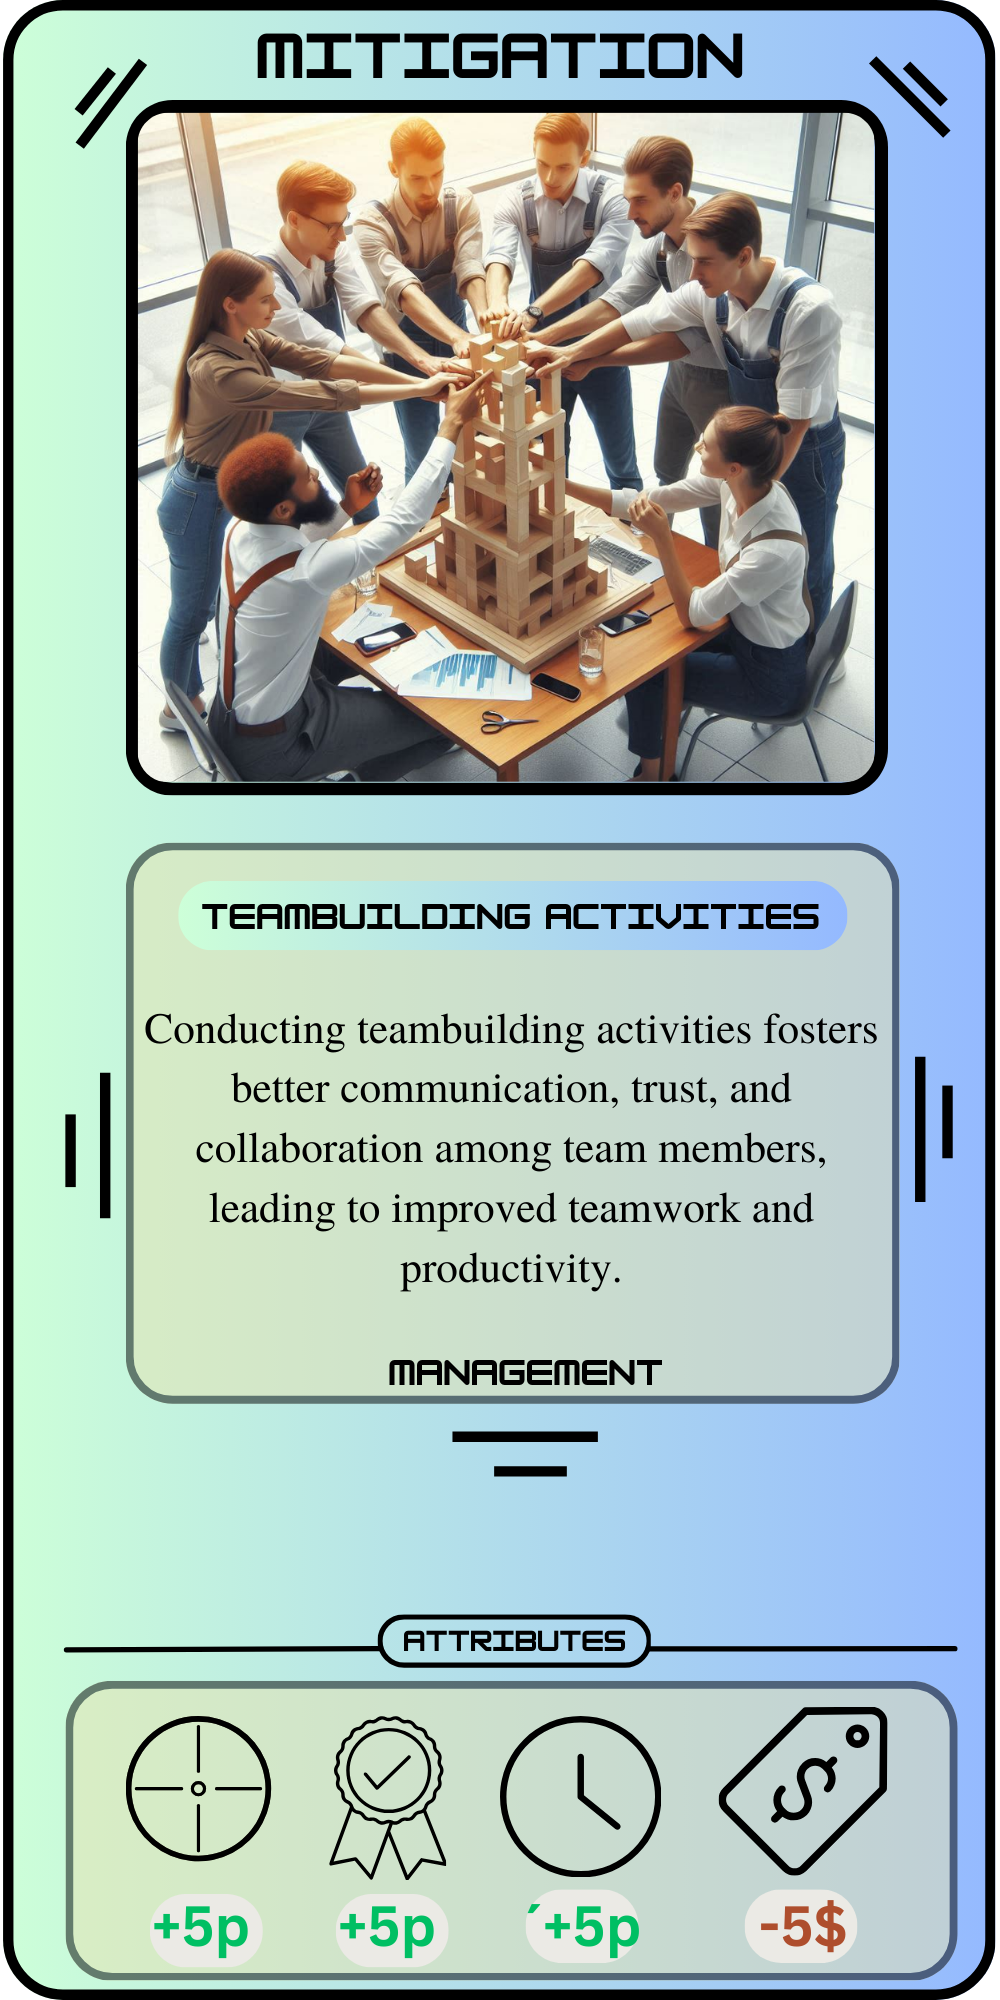 MITIGATION
TEAMBUILDING ACTIVITIES
Conducting teambuilding activities fosters
better communication, trust, and
collaboration among team members,
leading to improved teamwork and
productivity.
MANAGEMENT
ATTRIBUTES
+5p +5p ´+5p -5$